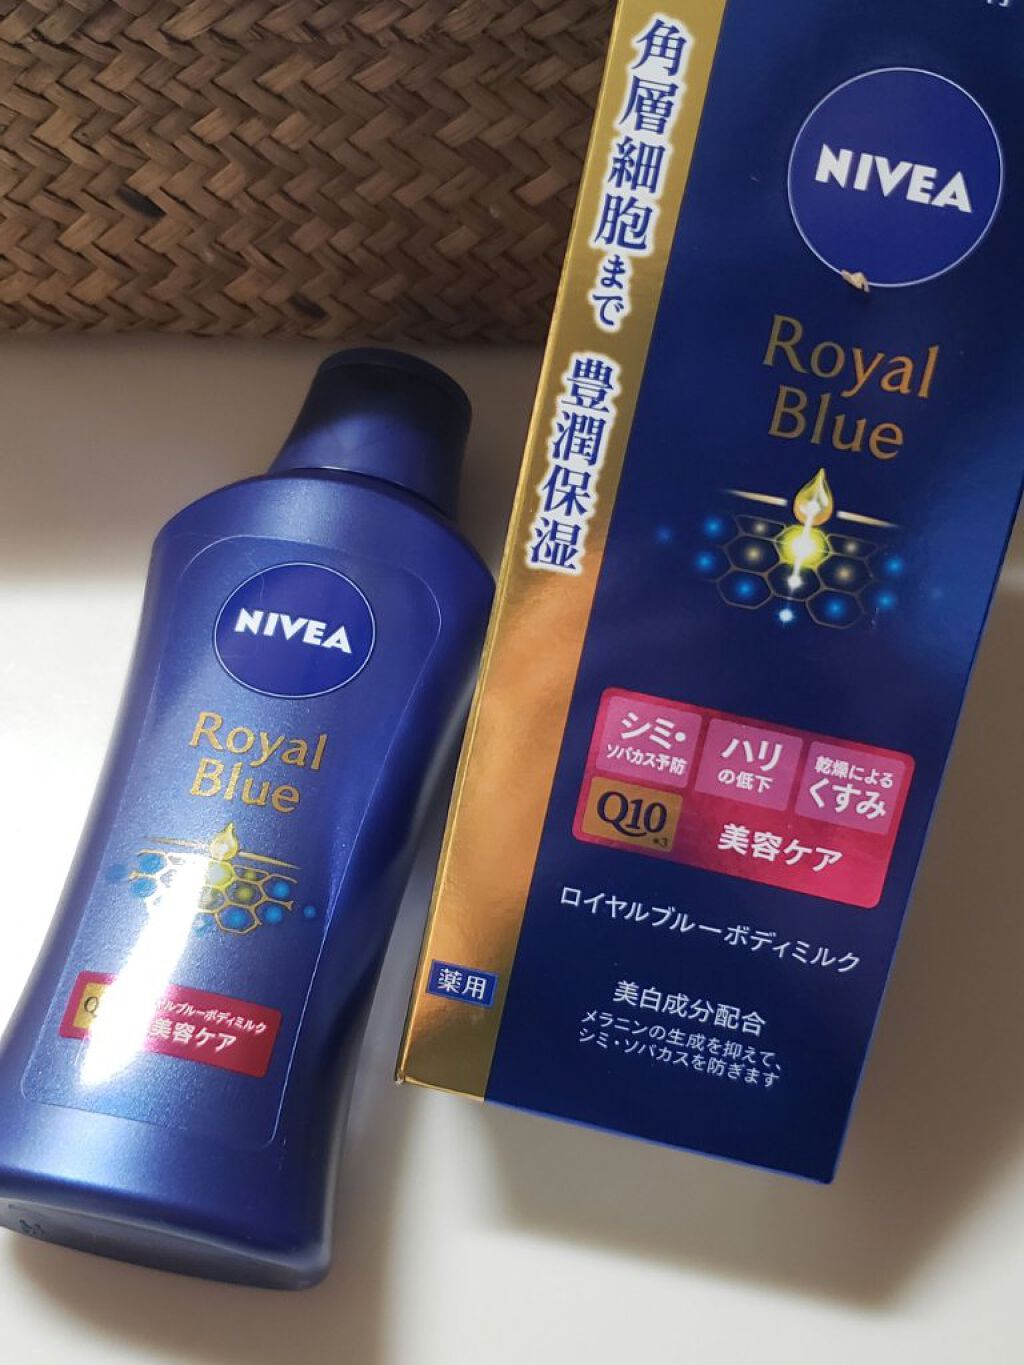 角層細胞まで 豊潤保湿
NIVEA
Royal
Blue
シミ・
ソバカス予防
ハリ
の低下
乾燥による
くすみ
Q10
*3
美容ケア
ロイヤルブルーボディミルク
薬用
美白成分配合
メラニンの生成を抑えて、
シミ・ソバカスを防ぎます
NIVEA
Royal
Blue
ルブルーボディミルク
美容ケア